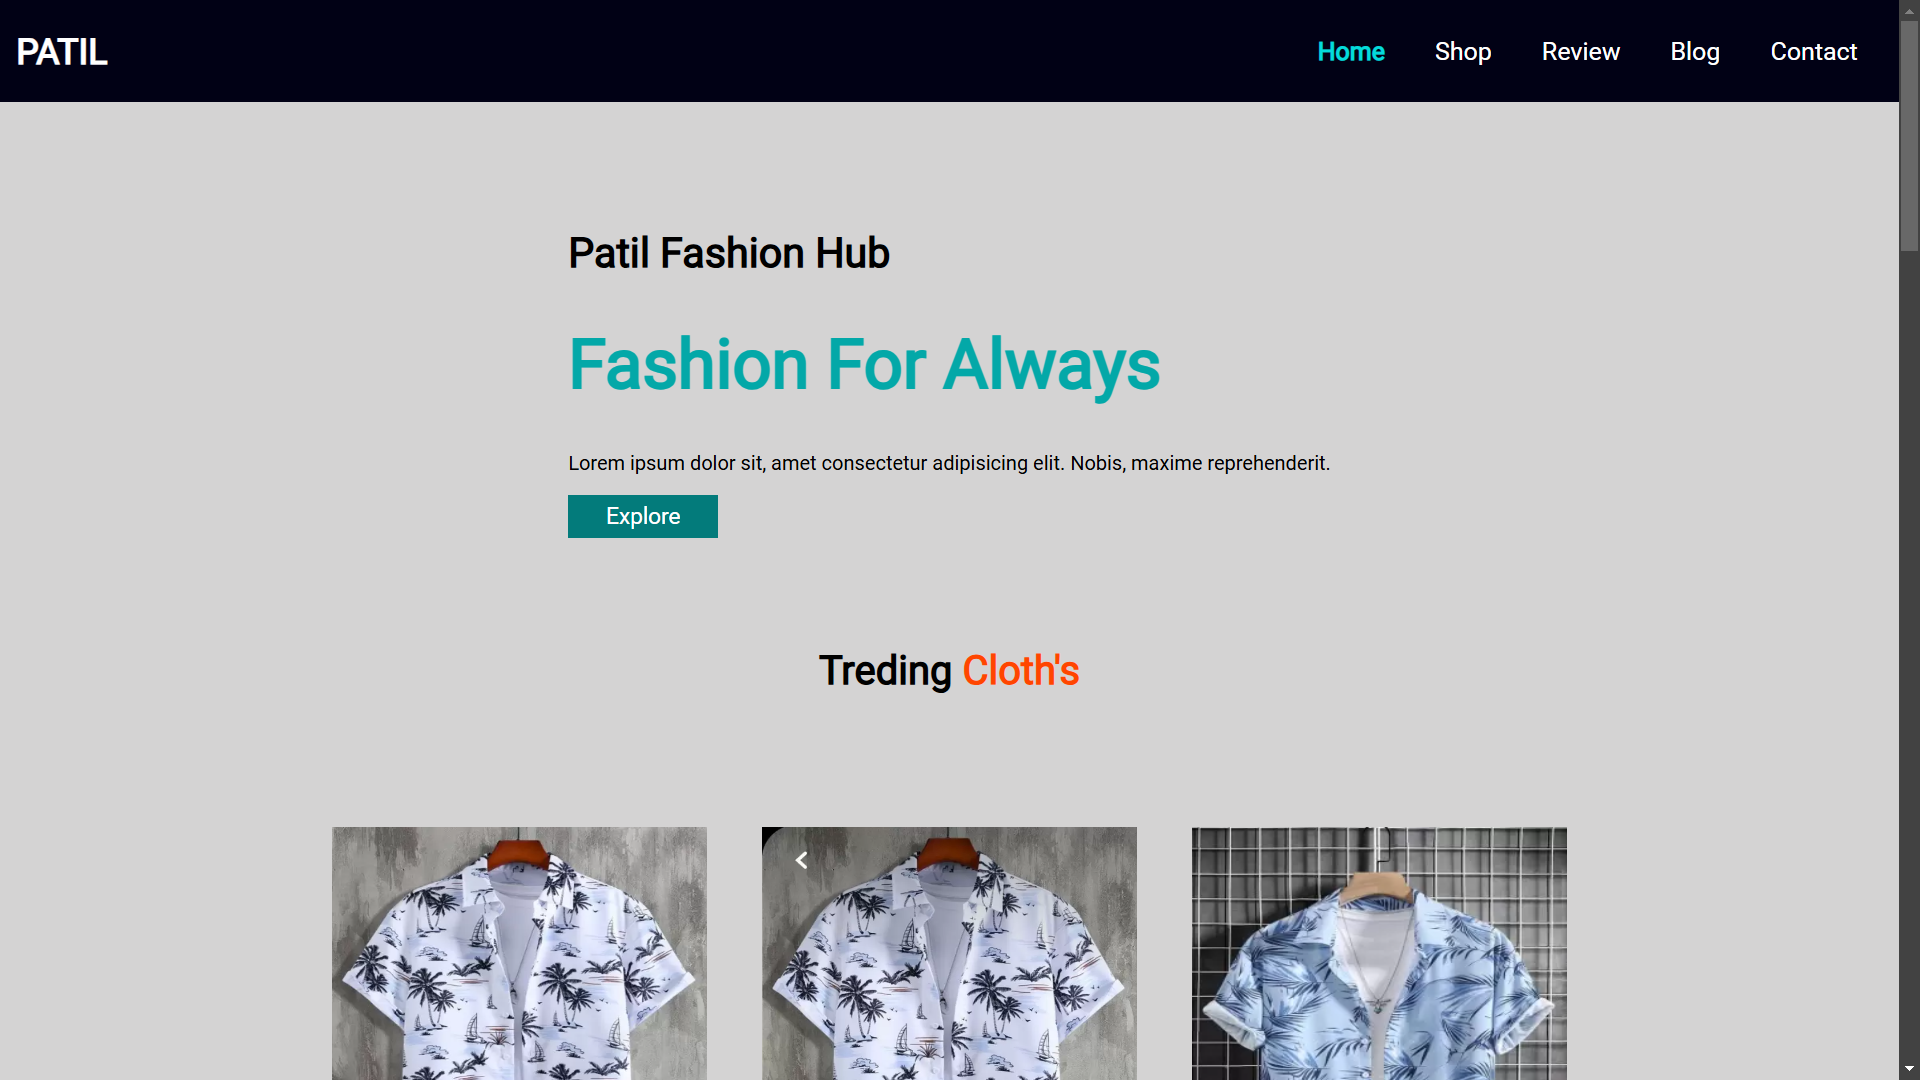 PATIL
Home Shop Review Blog Contact
Patil Fashion Hub
Fashion For Always
Lorem ipsum dolor sit, amet consectetur adipisicing elit. Nobis, maxime reprehenderit.
Explore
Treding Cloth's